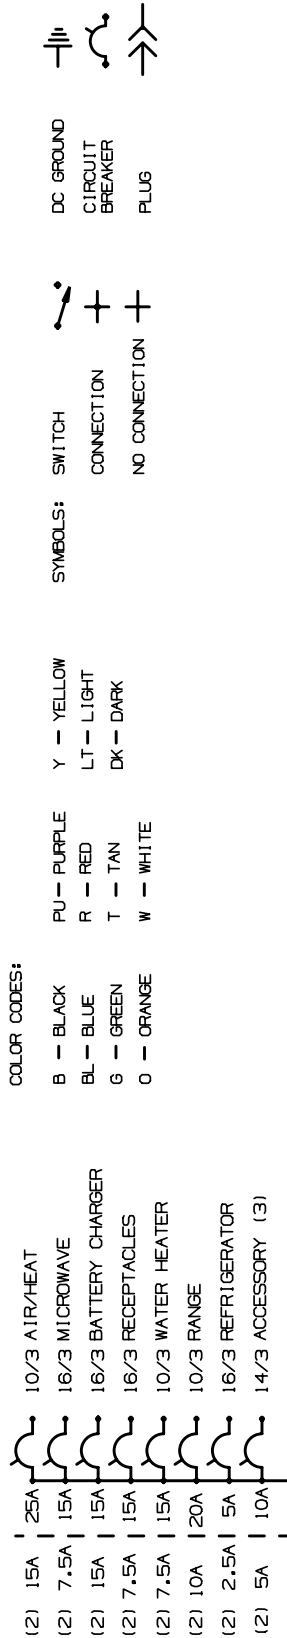 (2) 15A 25A 10/3 AIR/HEAT
(2) 7.5A 15A 16/3 MICROWAVE
(2) 15A 15A 16/3 BATTERY CHARGER
(2) 7.5A 15A 16/3 RECEPTACLES
(2) 7.5A 15A 10/3 WATER HEATER
(2) 10A 20A 10/3 RANGE
(2) 2.5A 5A 16/3 REFRIGERATOR
(2) 5A 10A 14/3 ACCESSORY (3)
COLOR CODES:
B - BLACK PU - PURPLE Y - YELLOW
BL - BLUE R - RED LT - LIGHT
G - GREEN T - TAN DK - DARK
O - ORANGE W - WHITE
SYMBOLS: SWITCH DC GROUND
CONNECTION CIRCUIT
BREAKER
NO CONNECTION PLUG